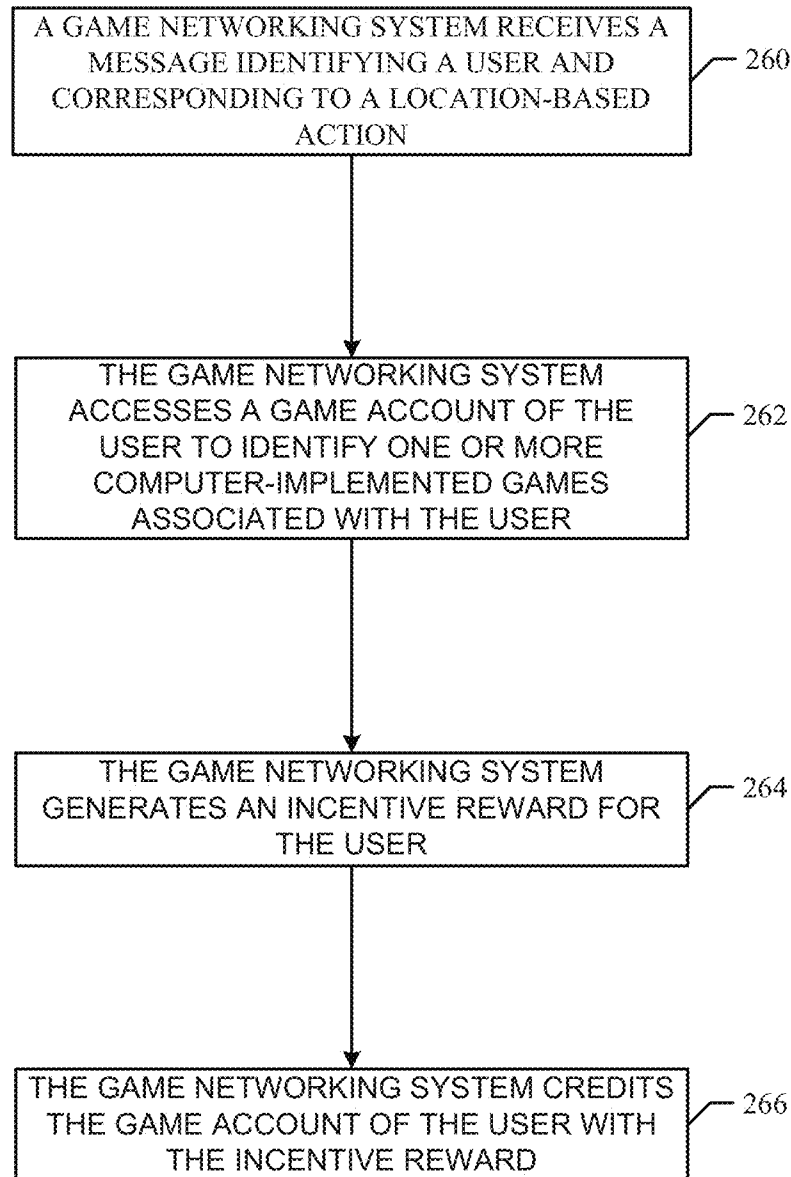 A GAME NETWORKING SYSTEM RECEIVES A
MESSAGE IDENTIFYING A USER AND
CORRESPONDING TO A LOCATION-BASED
ACTION
260
THE GAME NETWORKING SYSTEM
ACCESSES A GAME ACCOUNT OF THE
USER TO IDENTIFY ONE OR MORE
COMPUTER-IMPLEMENTED GAMES
ASSOCIATED WITH THE USER
262
THE GAME NETWORKING SYSTEM
GENERATES AN INCENTIVE REWARD FOR
THE USER
264
THE GAME NETWORKING SYSTEM CREDITS
THE GAME ACCOUNT OF THE USER WITH
THE INCENTIVE REWARD
266